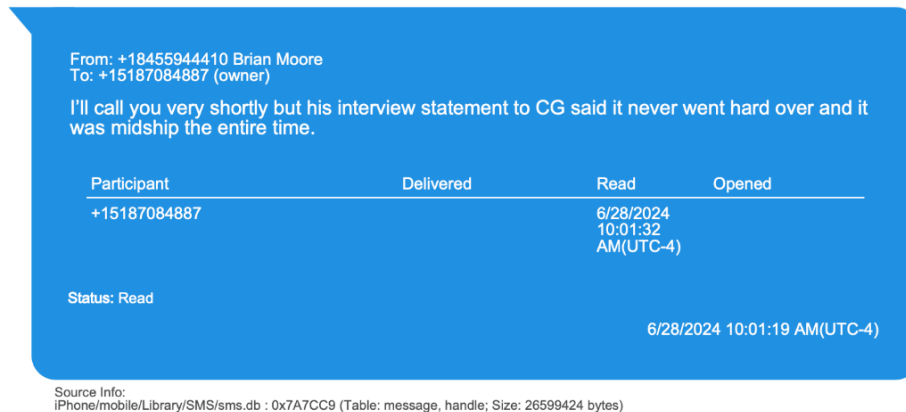 From: +18455944410 Brian Moore
To: +15187084887 (owner)
I'll call you very shortly but his interview statement to CG said it never went hard over and it
was midship the entire time.
Participant Delivered Read Opened
+15187084887 6/28/2024
10:01:32
AM(UTC-4)
Status: Read
6/28/2024 10:01:19 AM(UTC-4)
Source Info:
iPhone/mobile/Library/SMS/sms.db : 0x7A7CC9 (Table: message, handle; Size: 26599424 bytes)